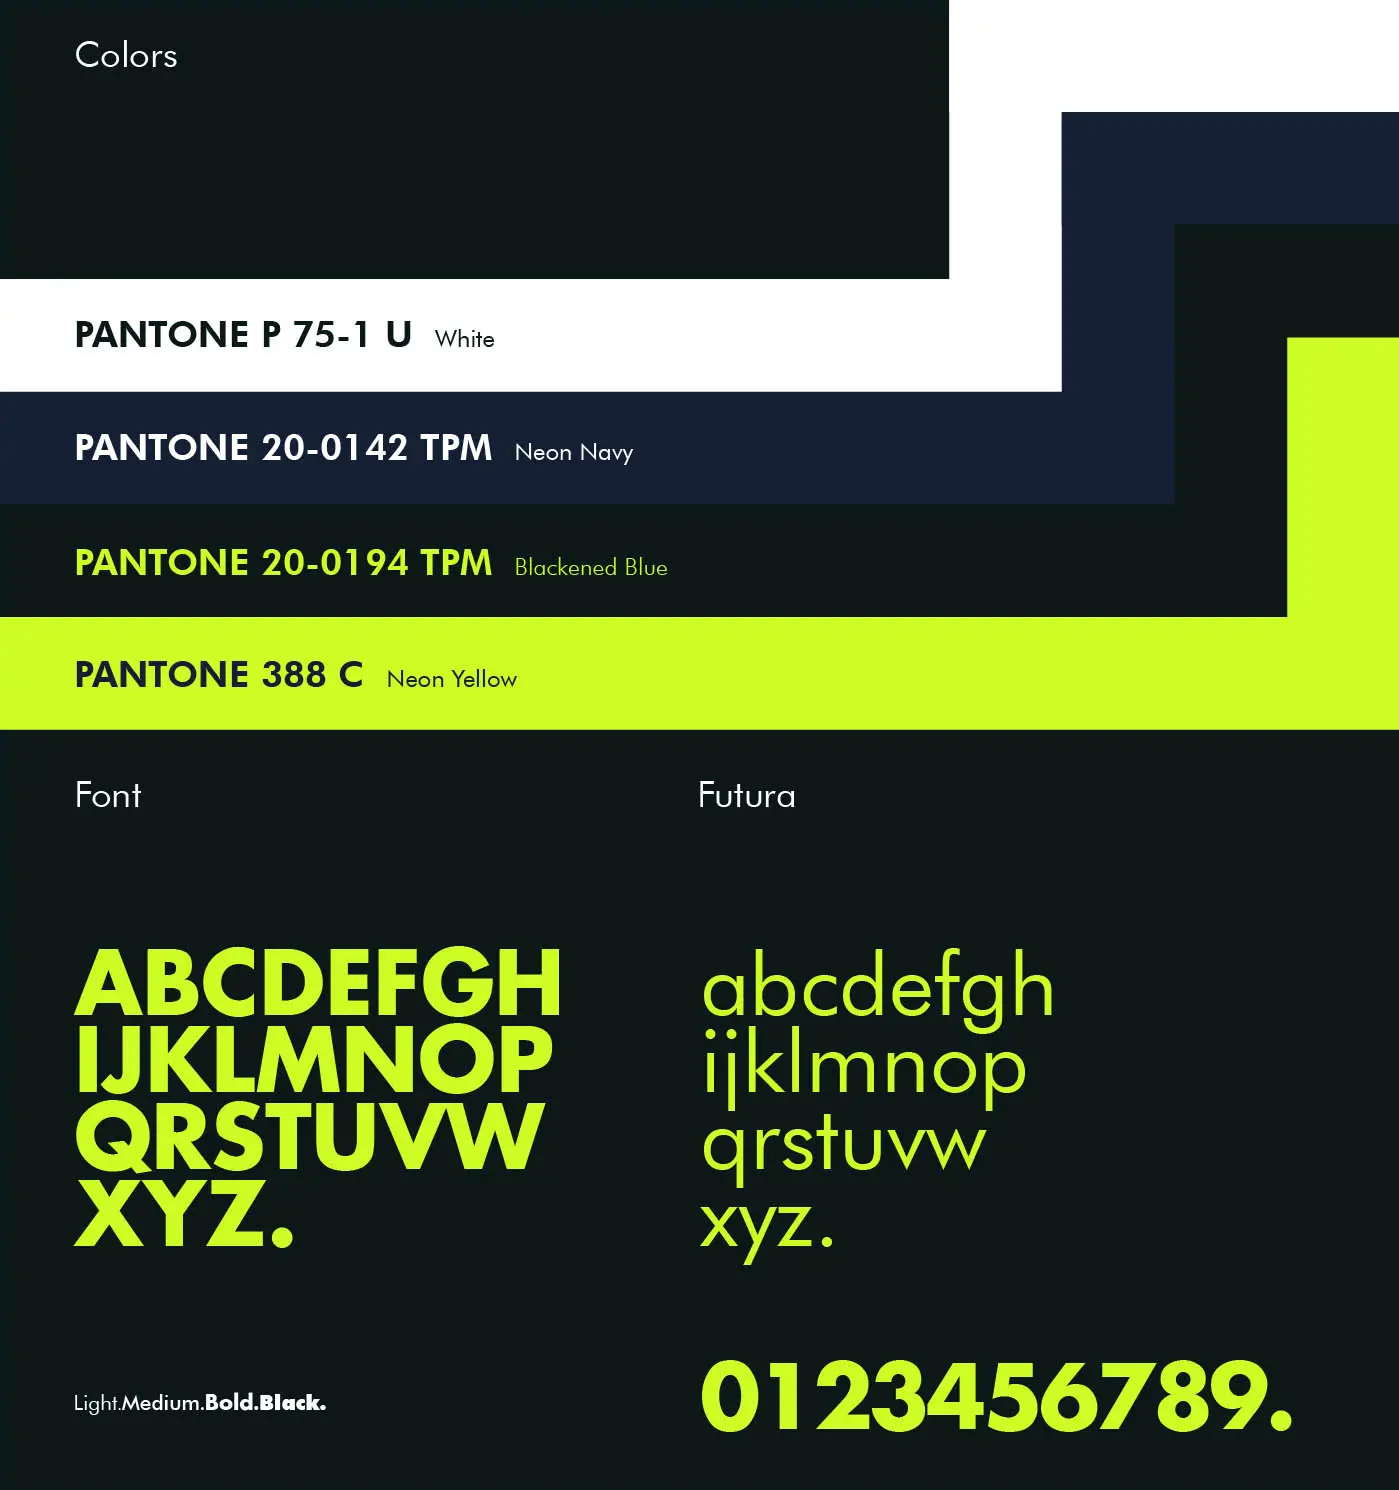 Colors
PANTONE P 75-1 U White
PANTONE 20-0142 TPM Neon Navy
PANTONE 20-0194 TPM Blackened Blue
PANTONE 388 C Neon Yellow
Font
Futura
ABCDEFGH
IJKLMNOP
QRSTUVW
XYZ.
abcdefgh
ijklmnop
qrstuvw
xyz.
Light.Medium.Bold.Black.
0123456789.